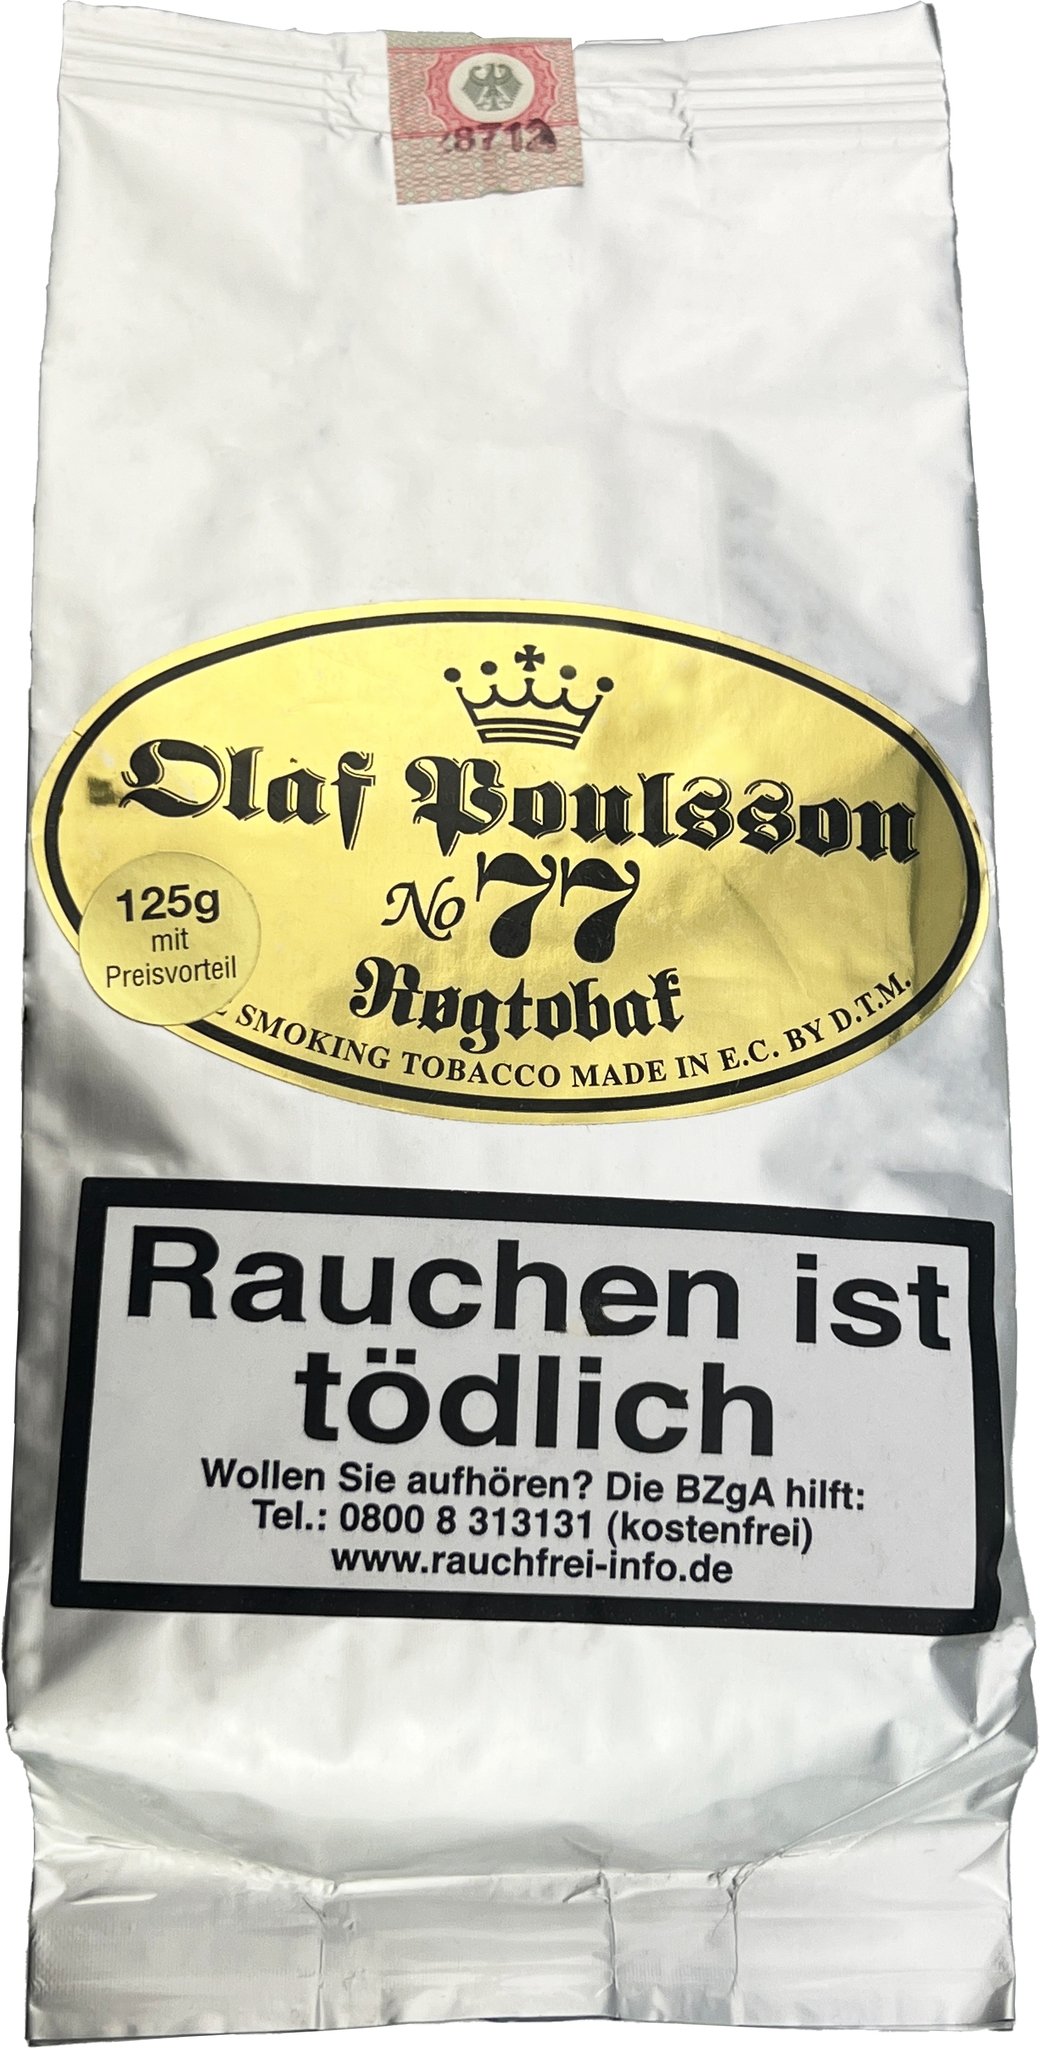 Olaf Poulsson
No 77
Røgtobak
125g
mit
Preisvorteil
SMOKING TOBACCO MADE IN E.C. BY D.T.M.
Rauchen ist
tödlich
Wollen Sie aufhören? Die BZgA hilft:
Tel.: 0800 8 313131 (kostenfrei)
www.rauchfrei-info.de